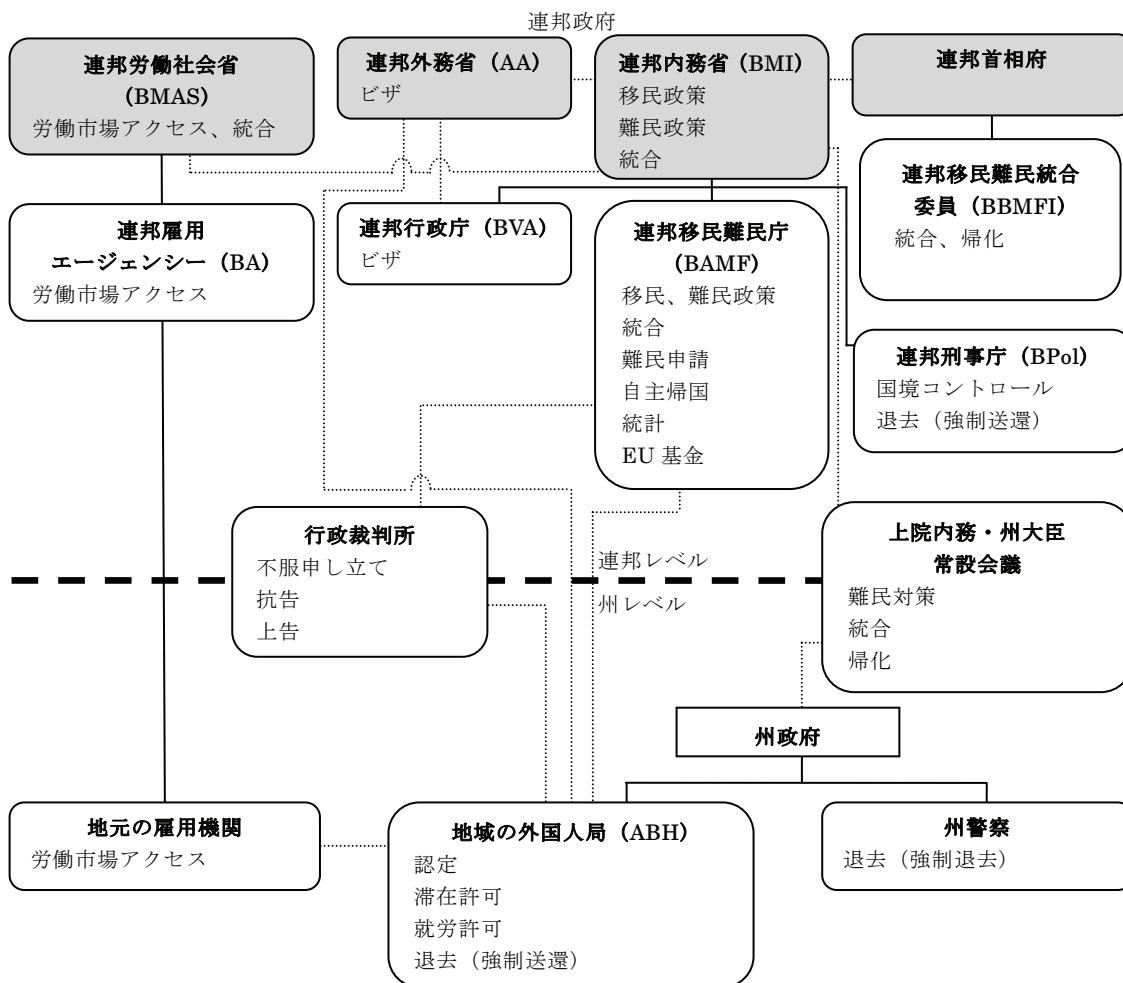 連邦政府
連邦労働社会省
(BMAS)
労働市場アクセス、統合
連邦外務省（AA）
ビザ
連邦内務省（BMI）
移民政策
難民政策
統合
連邦首相府
連邦移民難民統合
委員（BBMFI）
統合、帰化
連邦雇用
エージェンシー（BA）
労働市場アクセス
連邦行政庁（BVA）
ビザ
連邦移民難民庁
(BAMF)
移民、難民政策
統合
難民申請
自主帰国
統計
EU 基金
連邦刑事庁（BPol）
国境コントロール
退去（強制送還）
行政裁判所
不服申し立て
抗告
上告
連邦レベル
州レベル
上院内務・州大臣
常設会議
難民対策
統合
帰化
州政府
地元の雇用機関
労働市場アクセス
地域の外国人局（ABH）
認定
滞在許可
就労許可
退去（強制送還）
州警察
退去（強制退去）